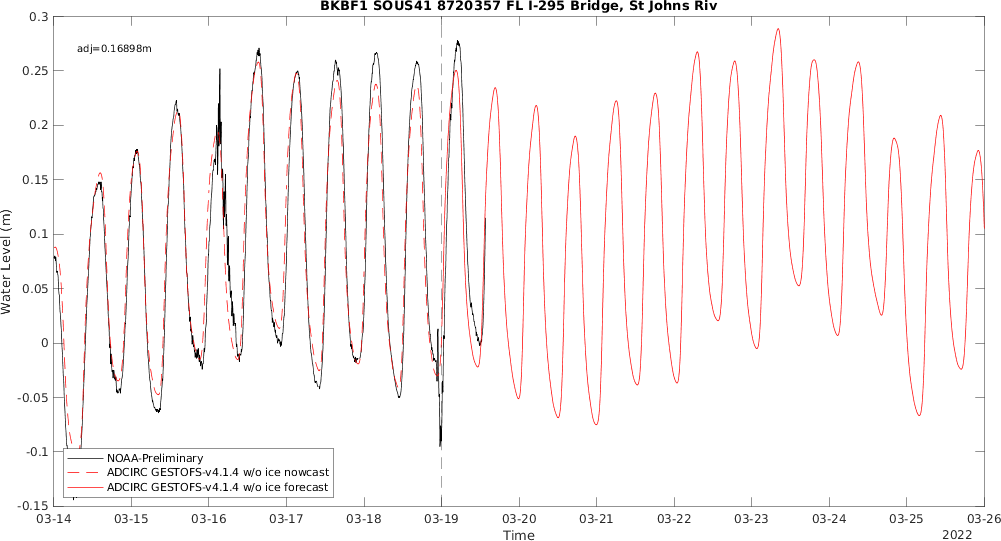 BKBF1 SOUS41 8720357 FL I-295 Bridge, St Johns Riv
adj=0.16898m
0.3
0.25
0.2
0.15
0.1
0.05
0
-0.05
-0.1
-0.15
Water Level (m)
NOAA-Preliminary
ADCIRC GESTOFS-v4.1.4 w/o ice nowcast
ADCIRC GESTOFS-v4.1.4 w/o ice forecast
03-14 03-15 03-16 03-17 03-18 03-19 03-20 03-21 03-22 03-23 03-24 03-25 03-26
Time
2022